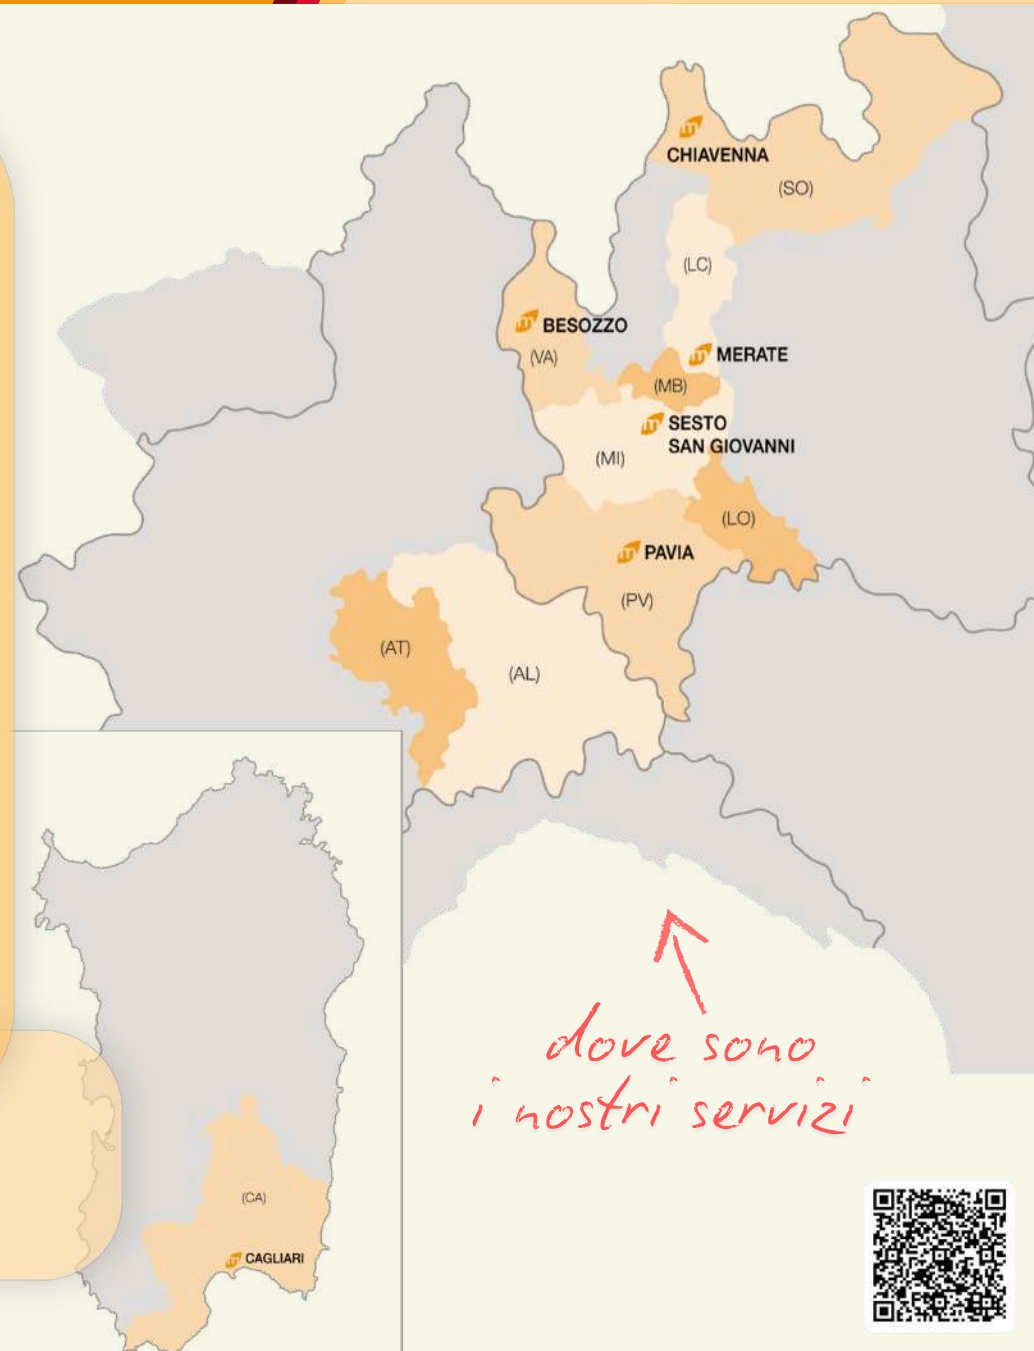 CHIAVENNA
(SO)
(LC)
BESOZZO
(VA)
MERATE
(MB)
SESTO
SAN GIOVANNI
(MI)
(LO)
PAVIA
(PV)
(AT)
(AL)
dove sono
i nostri servizi
(CA)
CAGLIARI